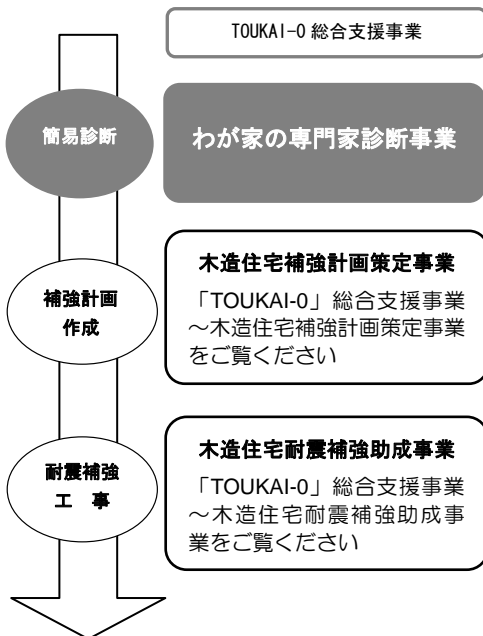 TOUKAI-0 総合支援事業
簡易診断
わが家の専門家診断事業
補強計画
作成
木造住宅補強計画策定事業
「TOUKAI-0」総合支援事業
～木造住宅補強計画策定事業
をご覧ください
耐震補強
工　事
木造住宅耐震補強助成事業
「TOUKAI-0」総合支援事業
～木造住宅耐震補強助成事
業をご覧ください